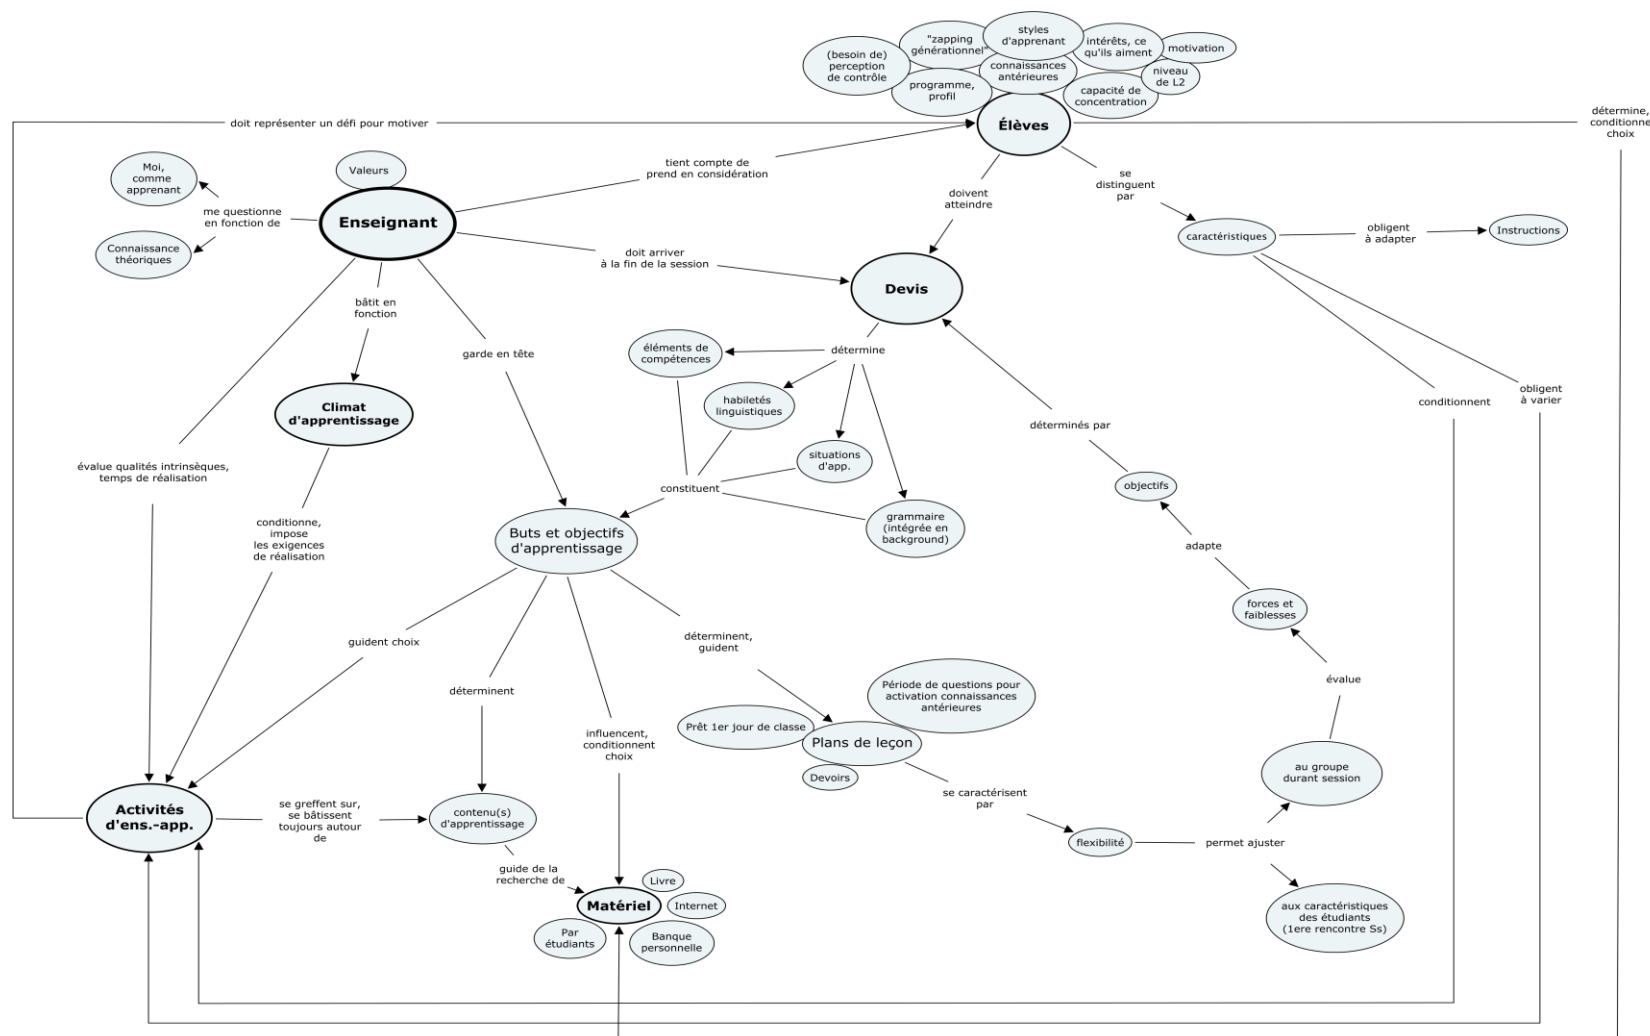 styles
d'apprenant
"zapping
générationnel"
intérêts, ce
qu'ils aiment
motivation
(besoin de)
perception
de contrôle
connaissances
antérieures
niveau
de L2
programme,
profil
capacité de
concentration
Élèves
doit représenter un défi pour motiver
détermine,
conditionne
choix
Moi,
comme
apprenant
Valeurs
tient compte de
prend en considération
se
distinguent
par
doivent
atteindre
me questionne
en fonction de
Enseignant
Connaissance
théoriques
caractéristiques
obligent
à adapter
Instructions
doit arriver
à la fin de la session
Devis
bâtit en
fonction
garde en tête
éléments de
compétences
détermine
habiletés
linguistiques
obligent
à varier
conditionnent
Climat
d'apprentissage
déterminés par
situations
d'app.
évalue qualités intrinsèques,
temps de réalisation
constituent
objectifs
conditionne,
impose
les exigences
de réalisation
Buts et objectifs
d'apprentissage
grammaire
(intégrée en
background)
adapte
forces et
faiblesses
guident choix
déterminent,
guident
déterminent
évalue
Période de questions pour
activation connaissances
antérieures
Prêt 1er jour de classe
Plans de leçon
influencent,
conditionnent
choix
Devoirs
au groupe
durant session
se caractérisent
par
Activités
d'ens.-app.
se greffent sur,
se bâtissent
toujours autour
de
contenu(s)
d'apprentissage
flexibilité
permet ajuster
guide de la
recherche de
Livre
Matériel
Internet
Par
étudiants
Banque
personnelle
aux caractéristiques
des étudiants
(1ere rencontre Ss)